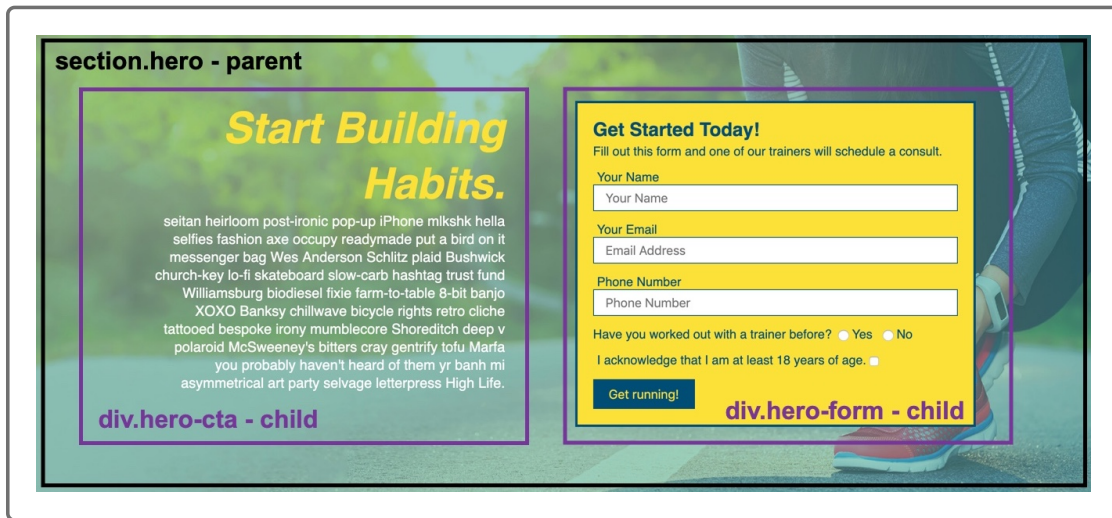 section.hero - parent
Start Building
Habits.
seitan heirloom post-ironic pop-up iPhone mlkshk hella
selfies fashion axe occupy readymade put a bird on it
messenger bag Wes Anderson Schlitz plaid Bushwick
church-key lo-fi skateboard slow-carb hashtag trust fund
Williamsburg biodiesel fixie farm-to-table 8-bit banjo
XOXO Banksy chillwave bicycle rights retro cliche
tattooed bespoke irony mumblecore Shoreditch deep v
polaroid McSweeney's bitters cray gentrify tofu Marfa
you probably haven't heard of them yr banh mi
asymmetrical art party selvage letterpress High Life.
div.hero-cta - child
Get Started Today!
Fill out this form and one of our trainers will schedule a consult.
Your Name
Your Name
Your Email
Email Address
Phone Number
Phone Number
Have you worked out with a trainer before? Yes No
I acknowledge that I am at least 18 years of age.
Get running!
div.hero-form - child